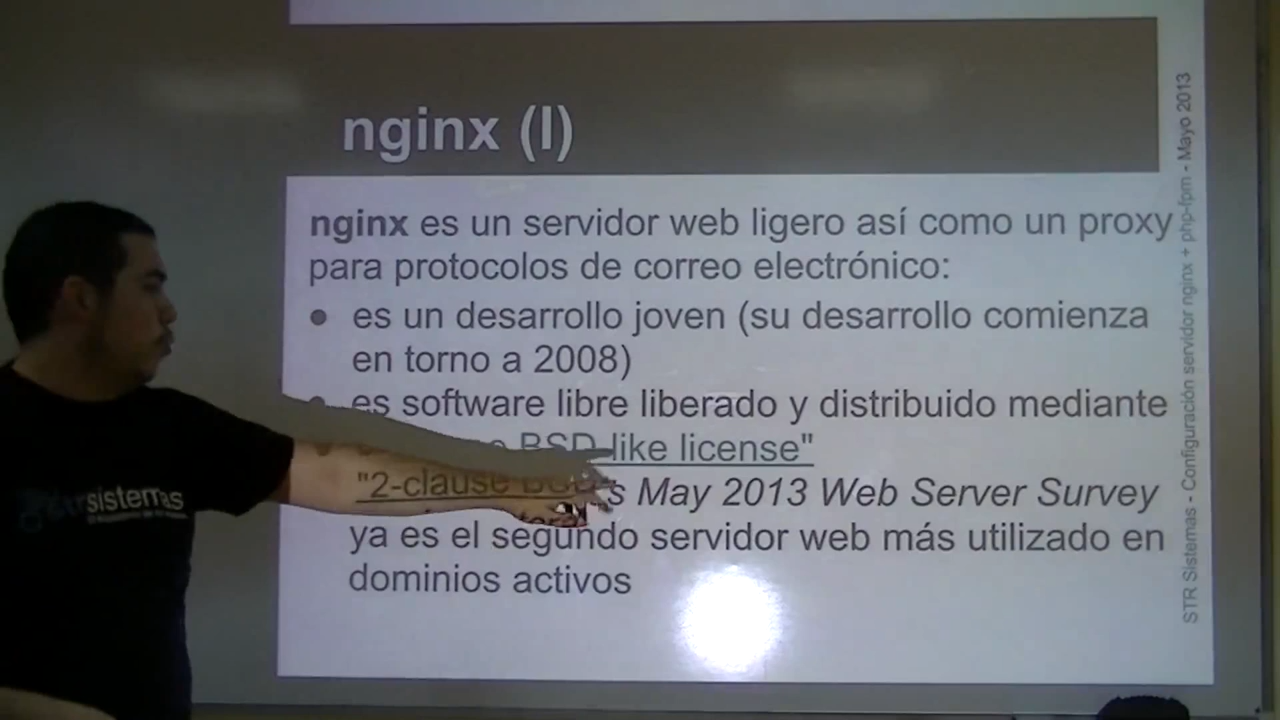 nginx (I)
nginx es un servidor web ligero así como un proxy
para protocolos de correo electrónico:
es un desarrollo joven (su desarrollo comienza
en torno a 2008)
es software libre liberado y distribuido mediante
BSD-like license"
"2-clause s May 2013 Web Server Survey
ya es el segundo servidor web más utilizado en
dominios activos
STR Sistemas - Configuración servidor nginx + php-fpm - Mayo 2013
strsistemas